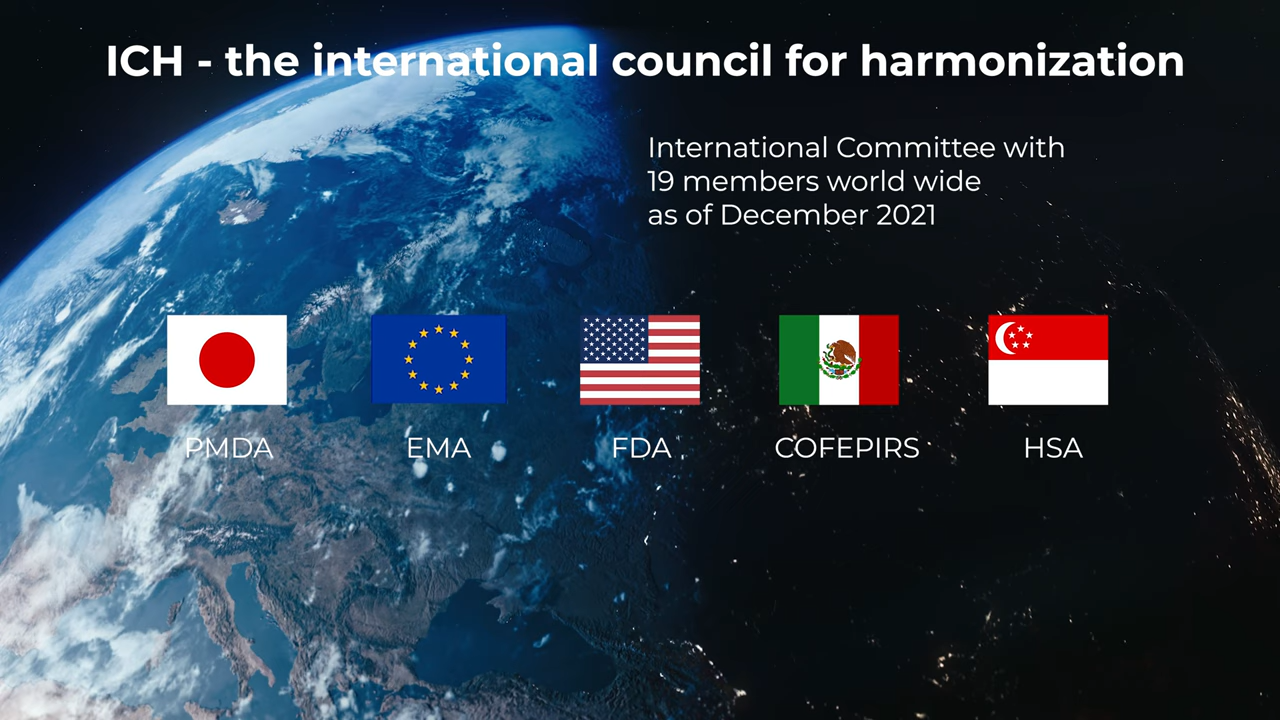 ICH - the international council for harmonization
International Committee with
19 members world wide
as of December 2021
PMDA
EMA
FDA
COFEPIRS
HSA